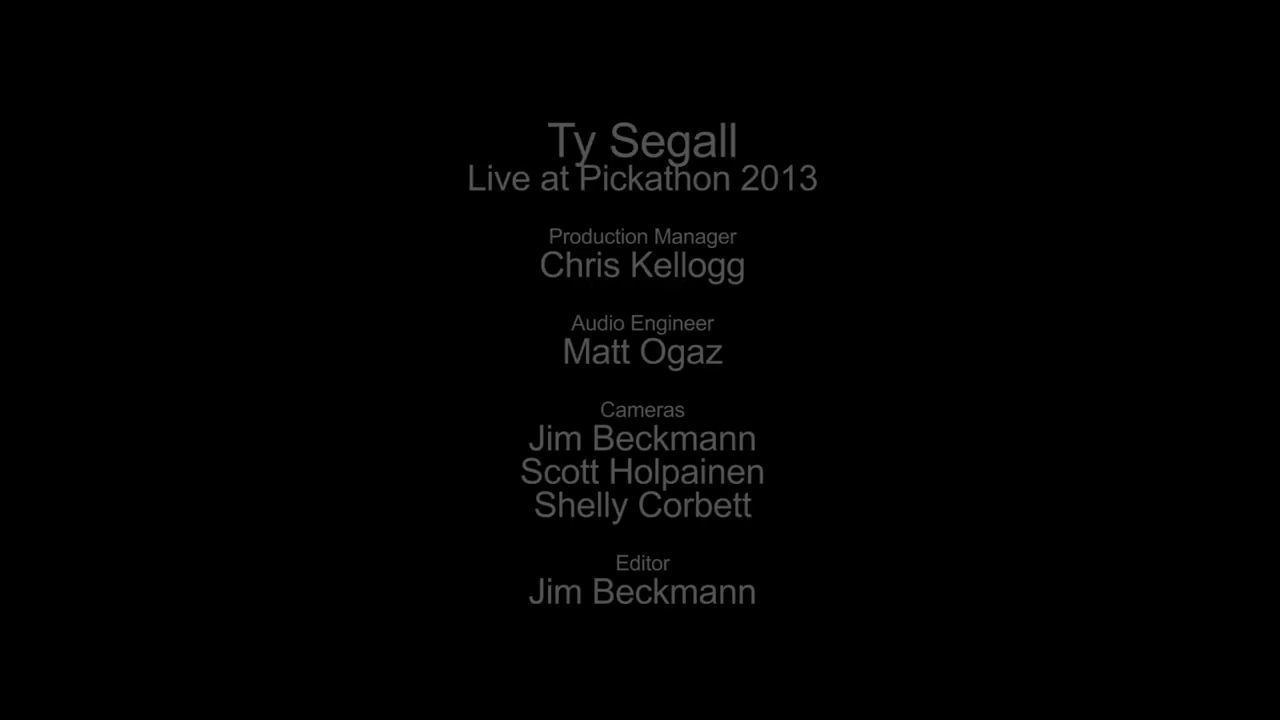 Ty Segall
Live at Pickathon 2013
Production Manager
Chris Kellogg
Audio Engineer
Matt Ogaz
Cameras
Jim Beckmann
Scott Holpainen
Shelly Corbett
Editor
Jim Beckmann